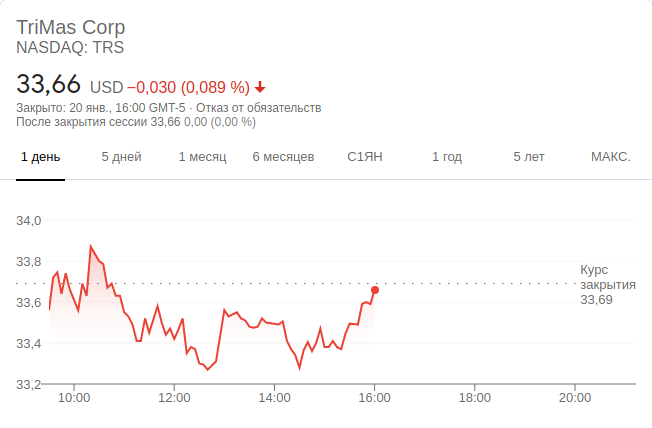 TriMas Corp
NASDAQ: TRS
33,66 USD −0,030 (0,089 %)
Закрыто: 20 янв., 16:00 GMT-5 · Отказ от обязательств
После закрытия сессии 33,66 0,00 (0,00 %)
1 день 5 дней 1 месяц 6 месяцев С1ЯН 1 год 5 лет МАКС.
34,0
33,8
Курс
закрытия
33,69
33,6
33,4
33,2
10:00 12:00 14:00 16:00 18:00 20:00